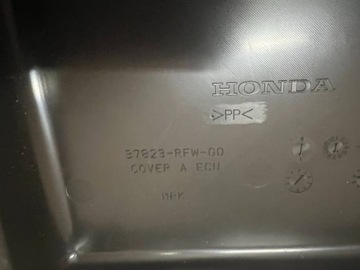 HONDA
>PP<
37823-RFW-G0
COVER A ECU